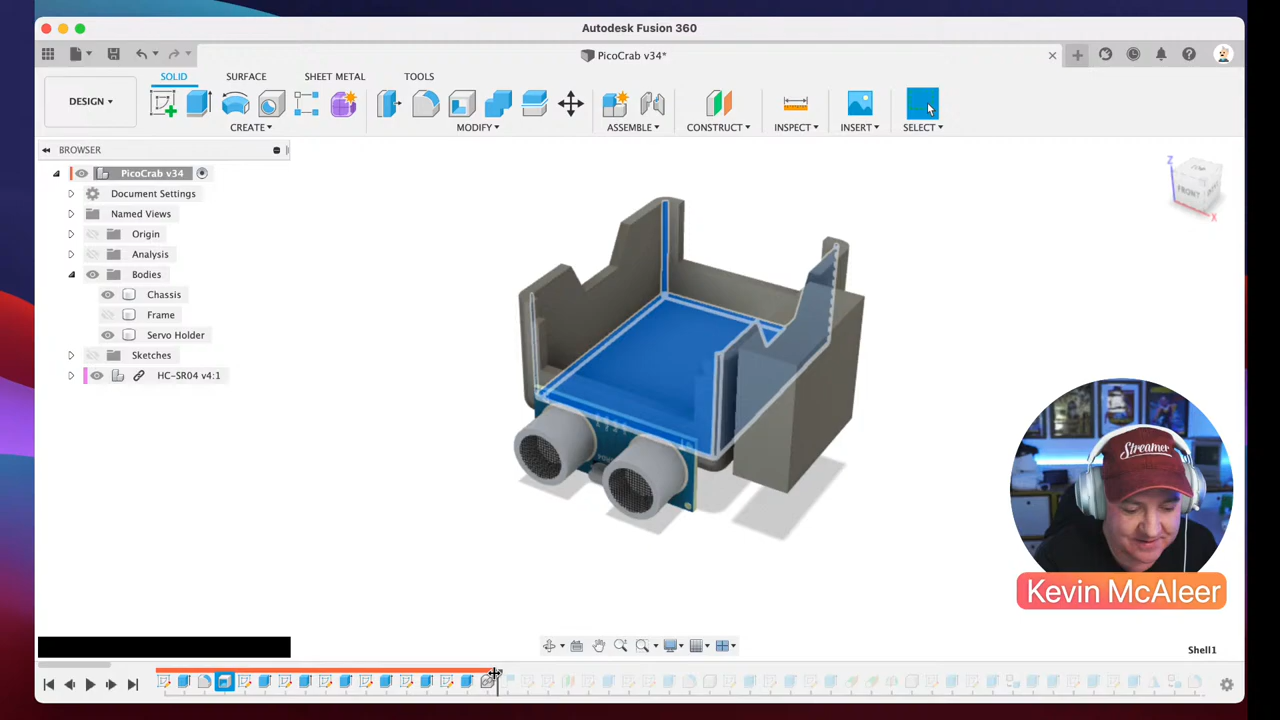 Autodesk Fusion 360
PicoCrab v34*
SOLID
SURFACE
SHEET METAL
TOOLS
DESIGN
CREATE
MODIFY
ASSEMBLE
CONSTRUCT
INSPECT
INSERT
SELECT
BROWSER
PicoCrab v34
Document Settings
Named Views
Origin
Analysis
Bodies
Chassis
Frame
Servo Holder
Sketches
HC-SR04 v4:1
Z
FRONT
X
Streamer
Kevin McAleer
Shell1